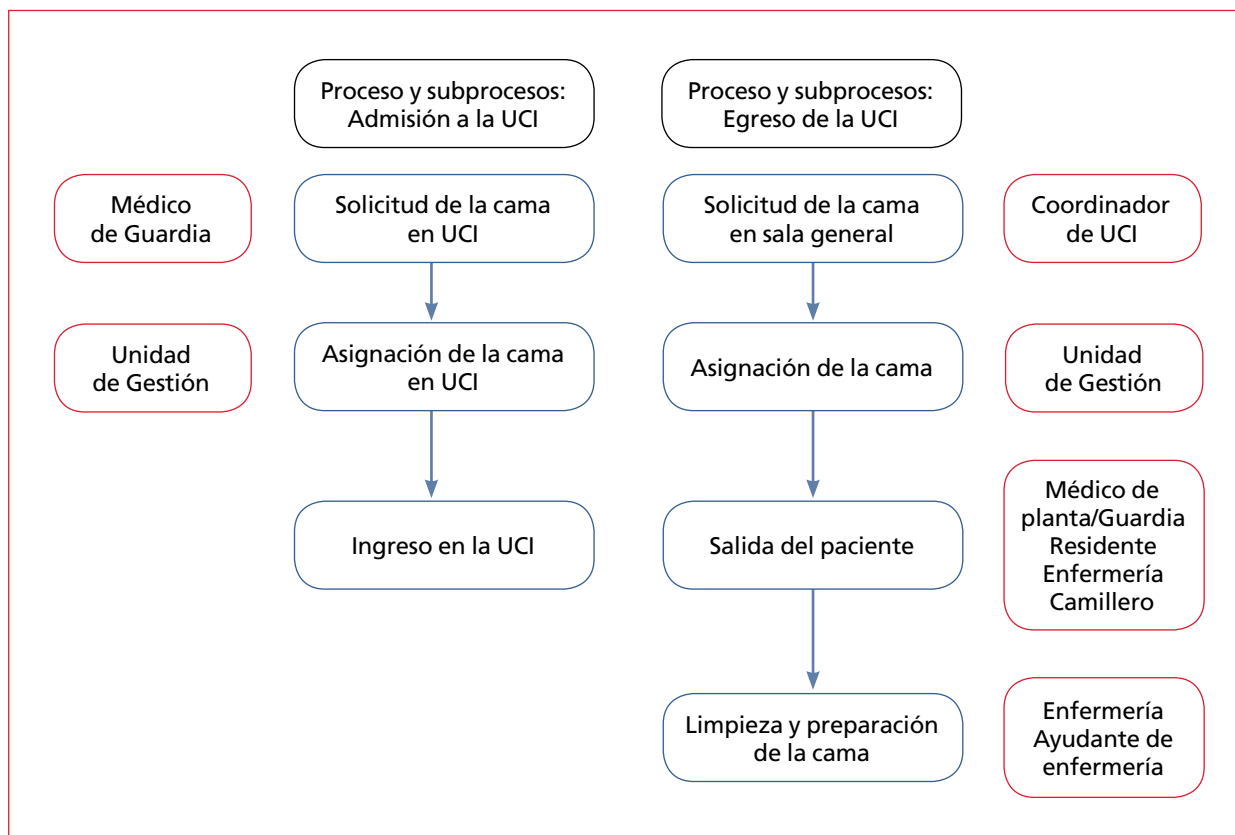 Proceso y subprocesos:
Admisión a la UCI
Proceso y subprocesos:
Egreso de la UCI
Médico
de Guardia
Solicitud de la cama
en UCI
Solicitud de la cama
en sala general
Coordinador
de UCI
Unidad
de Gestión
Asignación de la cama
en UCI
Asignación de la cama
Unidad
de Gestión
Ingreso en la UCI
Salida del paciente
Médico de
planta/Guardia
Residente
Enfermería
Camillero
Limpieza y preparación
de la cama
Enfermería
Ayudante de
enfermería